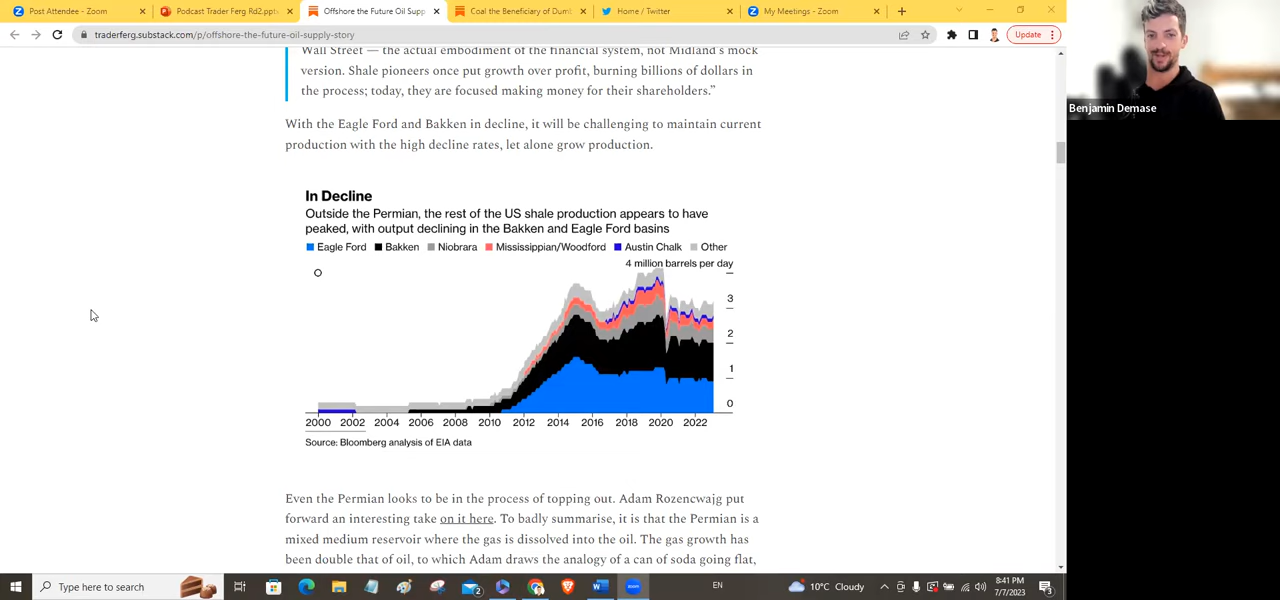 Post Attendee - Zoom
Podcast Trader Ferg Rd2.ppt
Offshore the Future Oil Supp
Coal the Beneficiary of Dumb
Home / Twitter
My Meetings - Zoom
traderferg.substack.com/p/offshore-the-future-oil-supply-story
Update
Wall Street — the actual embodiment of the financial system, not Midland's mock
version. Shale pioneers once put growth over profit, burning billions of dollars in
the process; today, they are focused making money for their shareholders.”
With the Eagle Ford and Bakken in decline, it will be challenging to maintain current
production with the high decline rates, let alone grow production.
In Decline
Outside the Permian, the rest of the US shale production appears to have
peaked, with output declining in the Bakken and Eagle Ford basins
Eagle Ford Bakken Niobrara Mississippian/Woodford Austin Chalk Other
4 million barrels per day
3
2
1
0
2000 2002 2004 2006 2008 2010 2012 2014 2016 2018 2020 2022
Source: Bloomberg analysis of EIA data
Even the Permian looks to be in the process of topping out. Adam Rozencwajg put
forward an interesting take on it here. To badly summarise, it is that the Permian is a
mixed medium reservoir where the gas is dissolved into the oil. The gas growth has
been double that of oil, to which Adam draws the analogy of a can of soda going flat,
Benjamin Demase
Type here to search
EN
10°C Cloudy
8:41 PM
7/7/2023